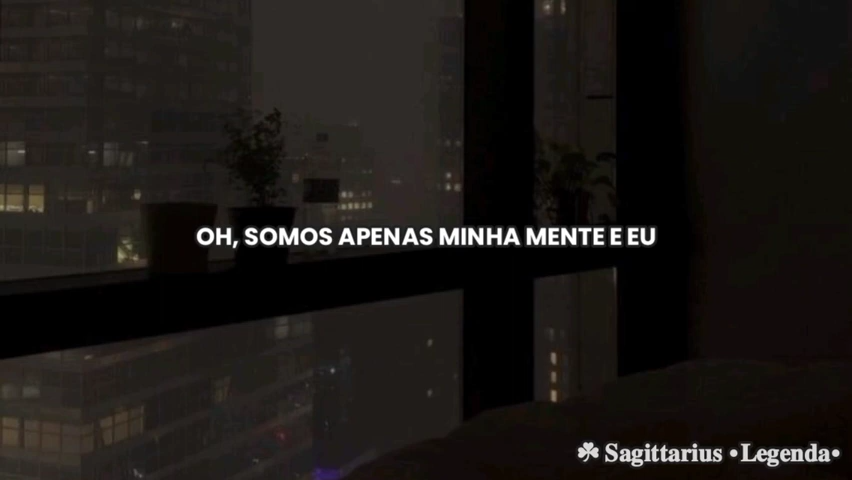 OH, SOMOS APENAS MINHA MENTE E EU
☘ Sagittarius •Legenda•